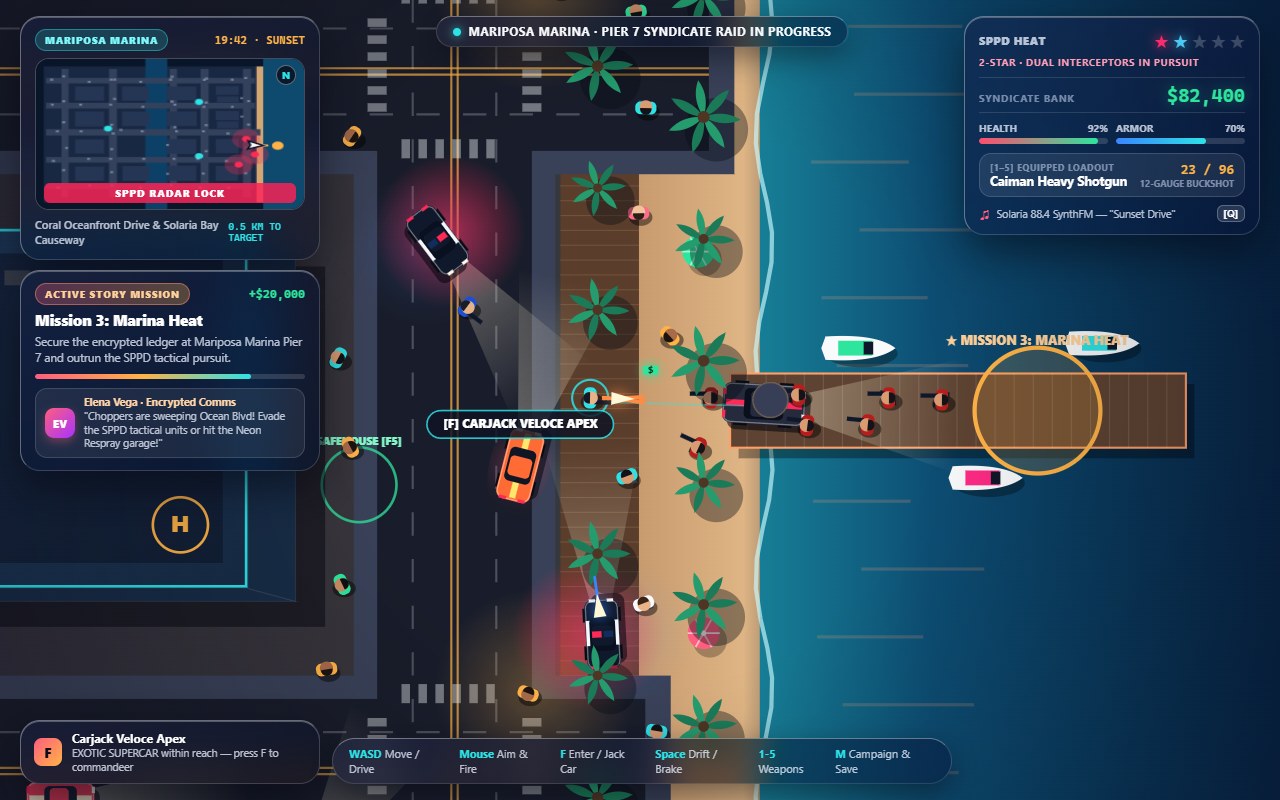 MARIPOSA MARINA
19:42 · SUNSET
N
SPPD RADAR LOCK
Coral Oceanfront Drive & Solaria Bay
Causeway
0.5 KM TO
TARGET
ACTIVE STORY MISSION
+$20,000
Mission 3: Marina Heat
Secure the encrypted ledger at Mariposa Marina Pier
7 and outrun the SPPD tactical pursuit.
EV
Elena Vega · Encrypted Comms
"Choppers are sweeping Ocean Blvd! Evade
the SPPD tactical units or hit the Neon
Respray garage!"
MARIPOSA MARINA · PIER 7 SYNDICATE RAID IN PROGRESS
SPPD HEAT
★★★★★
2-STAR · DUAL INTERCEPTORS IN PURSUIT
SYNDICATE BANK
$82,400
HEALTH 92%
ARMOR 70%
[1-5] EQUIPPED LOADOUT
Caiman Heavy Shotgun
23 / 96
12-GAUGE BUCKSHOT
♫ Solaria 88.4 SynthFM — "Sunset Drive"
[Q]
★ MISSION 3: MARINA HEAT
$
[F] CARJACK VELOCE APEX
AFEHOUSE [F5]
H
F
Carjack Veloce Apex
EXOTIC SUPERCAR within reach — press F to
commandeer
WASD Move /
Drive
Mouse Aim &
Fire
F Enter / Jack
Car
Space Drift /
Brake
1-5
Weapons
M Campaign &
Save